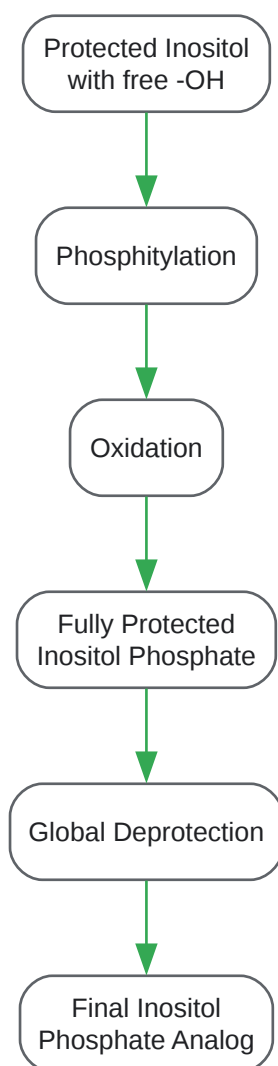 Protected Inositol
with free -OH
Phosphitylation
Oxidation
Fully Protected
Inositol Phosphate
Global Deprotection
Final Inositol
Phosphate Analog